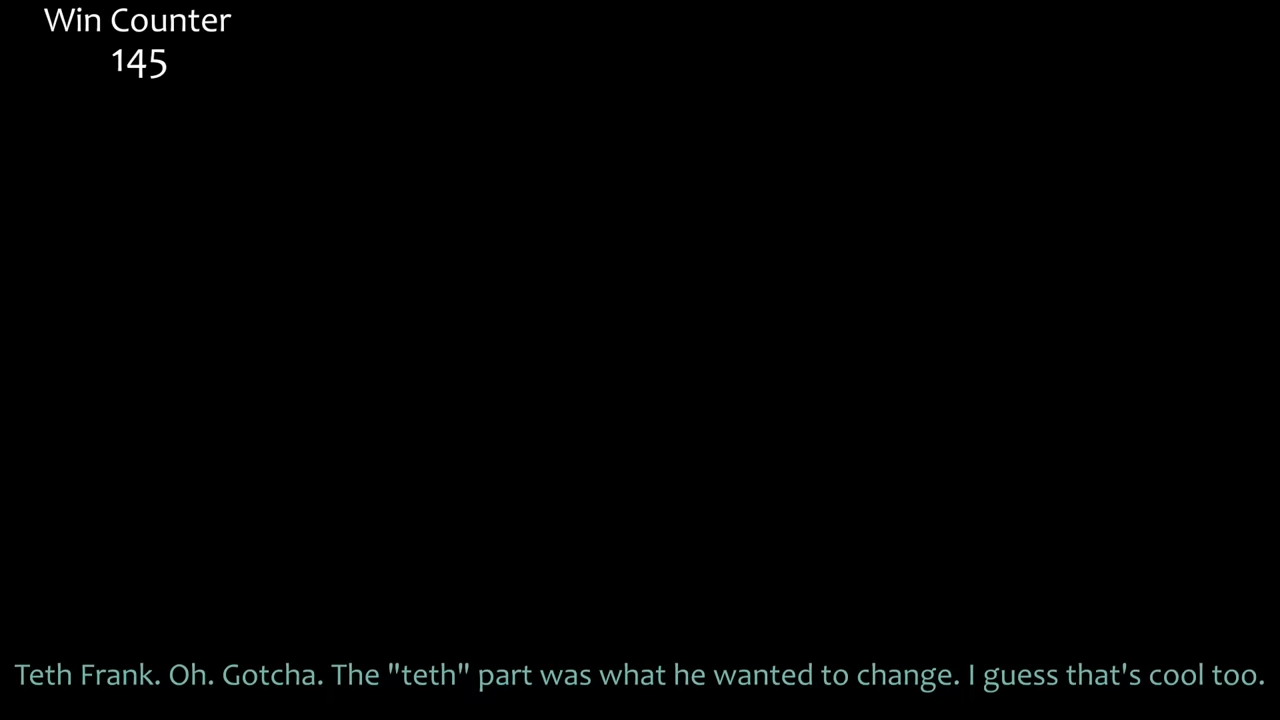 Win Counter
145
Teth Frank. Oh. Gotcha. The "teth" part was what he wanted to change. I guess that's cool too.